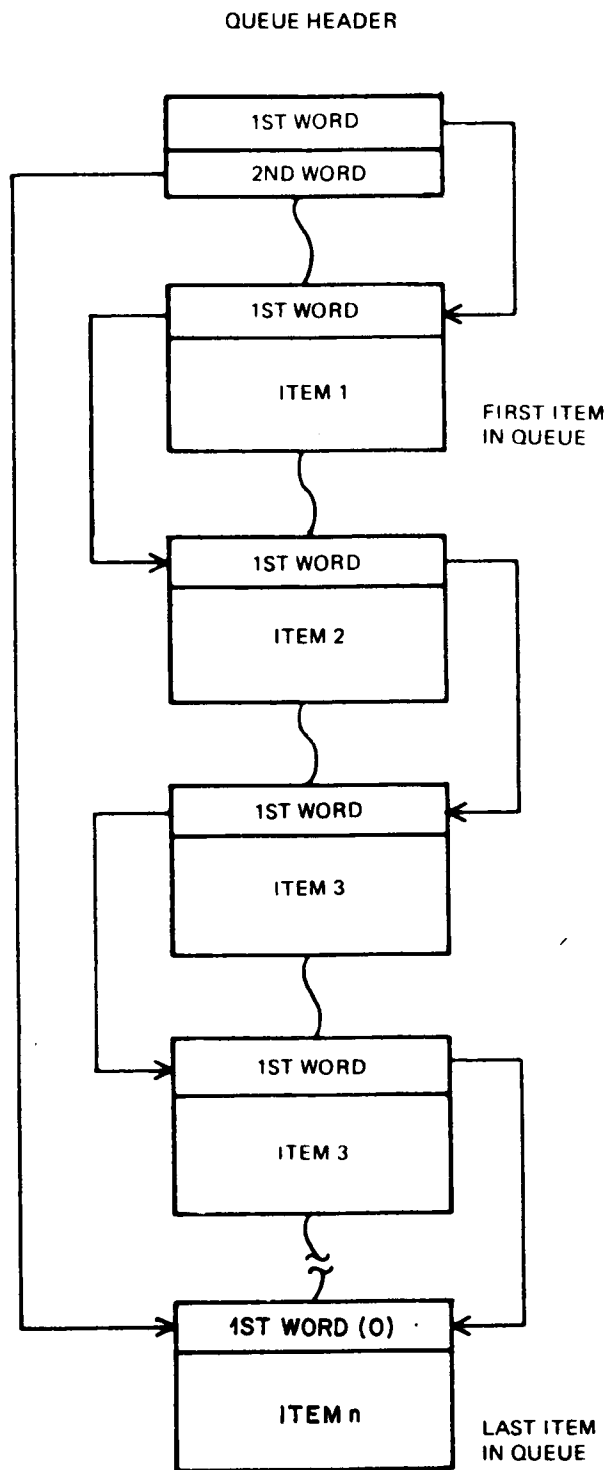 QUEUE HEADER
1ST WORD
2ND WORD
1ST WORD
ITEM 1
FIRST ITEM
IN QUEUE
1ST WORD
ITEM 2
1ST WORD
ITEM 3
1ST WORD
ITEM 3
1ST WORD (0)
ITEM n
LAST ITEM
IN QUEUE